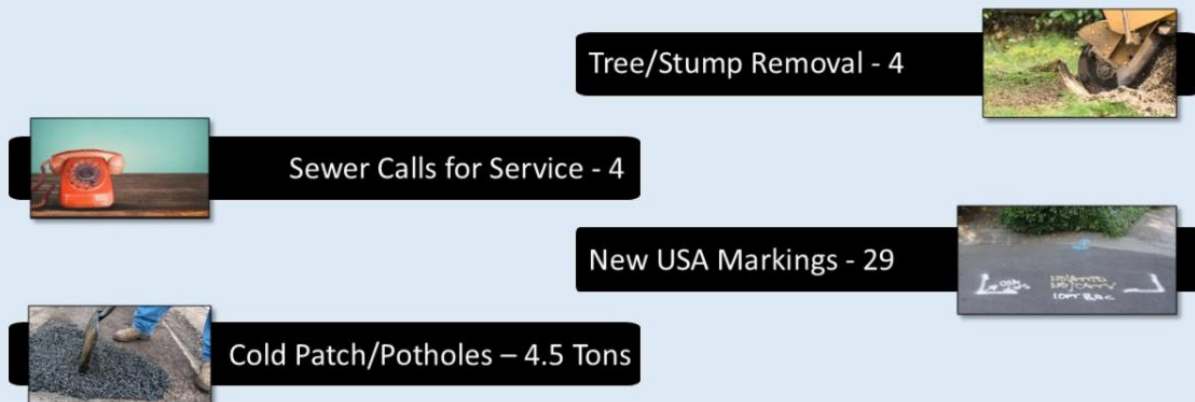 Tree/Stump Removal - 4
Sewer Calls for Service - 4
New USA Markings - 29
Cold Patch/Potholes – 4.5 Tons